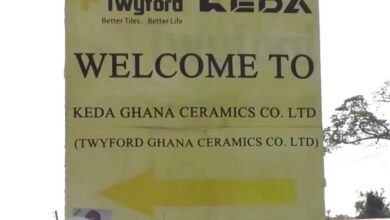 Twyford KEDA
Better Tiles. Better Life
WELCOME TO
KEDA GHANA CERAMICS CO. LTD
(TWYFORD GHANA CERAMICS CO. LTD)